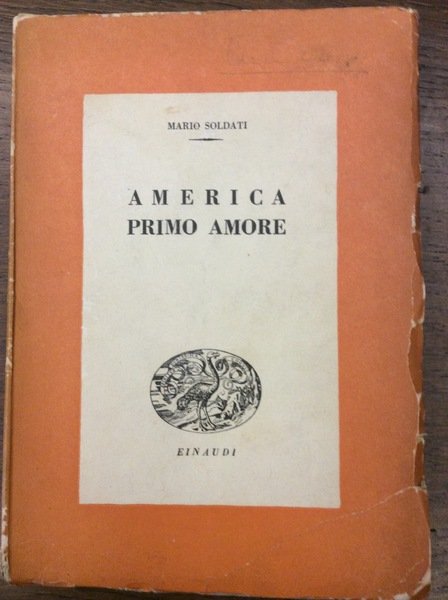 MARIO SOLDATI
AMERICA
PRIMO AMORE
EINAUDI